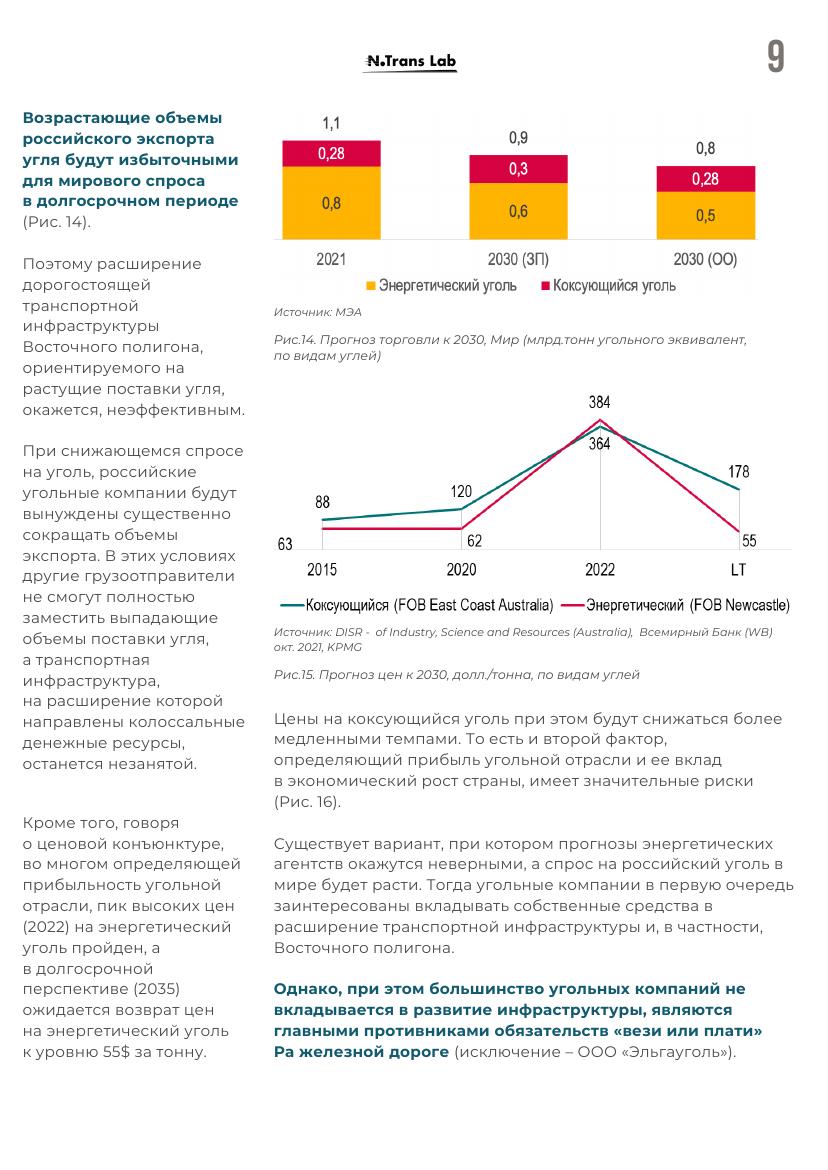 N.Trans Lab
9
Возрастающие объемы
российского экспорта
угля будут избыточными
для мирового спроса
в долгосрочном периоде
(Рис. 14).
Поэтому расширение
дорогостоящей
транспортной
инфраструктуры
Восточного полигона,
ориентируемого на
растущие поставки угля,
окажется, неэффективным.
При снижающемся спросе
на уголь, российские
угольные компании будут
вынуждены существенно
сокращать объемы
экспорта. В этих условиях
другие грузоотправители
не смогут полностью
заместить выпадающие
объемы поставки угля,
а транспортная
инфраструктура,
на расширение которой
направлены колоссальные
денежные ресурсы,
останется незанятой.
Кроме того, говоря
о ценовой конъюнктуре,
во многом определяющей
прибыльность угольной
отрасли, пик высоких цен
(2022) на энергетический
уголь пройден, а
в долгосрочной
перспективе (2035)
ожидается возврат цен
на энергетический уголь
к уровню 55$ за тонну.
1,1
0,9
0,8
0,28
0,3
0,28
0,8
0,6
0,5
2021
2030 (ЗП)
2030 (ОО)
Энергетический уголь
Коксующийся уголь
Источник: МЭА
Рис.14. Прогноз торговли к 2030, Мир (млрд.тонн угольного эквивалент,
по видам углей)
384
364
178
120
88
63
62
55
2015
2020
2022
LT
Коксующийся (FOB East Coast Australia)
Энергетический (FOB Newcastle)
Источник: DISR - of Industry, Science and Resources (Australia), Всемирный Банк (WB)
окт. 2021, KPMG
Рис.15. Прогноз цен к 2030, долл./тонна, по видам углей
Цены на коксующийся уголь при этом будут снижаться более
медленными темпами. То есть и второй фактор,
определяющий прибыль угольной отрасли и ее вклад
в экономический рост страны, имеет значительные риски
(Рис. 16).
Существует вариант, при котором прогнозы энергетических
агентств окажутся неверными, а спрос на российский уголь в
мире будет расти. Тогда угольные компании в первую очередь
заинтересованы вкладывать собственные средства в
расширение транспортной инфраструктуры и, в частности,
Восточного полигона.
Однако, при этом большинство угольных компаний не
вкладывается в развитие инфраструктуры, являются
главными противниками обязательств «вези или плати»
Ра железной дороге (исключение – ООО «Эльгауголь»).